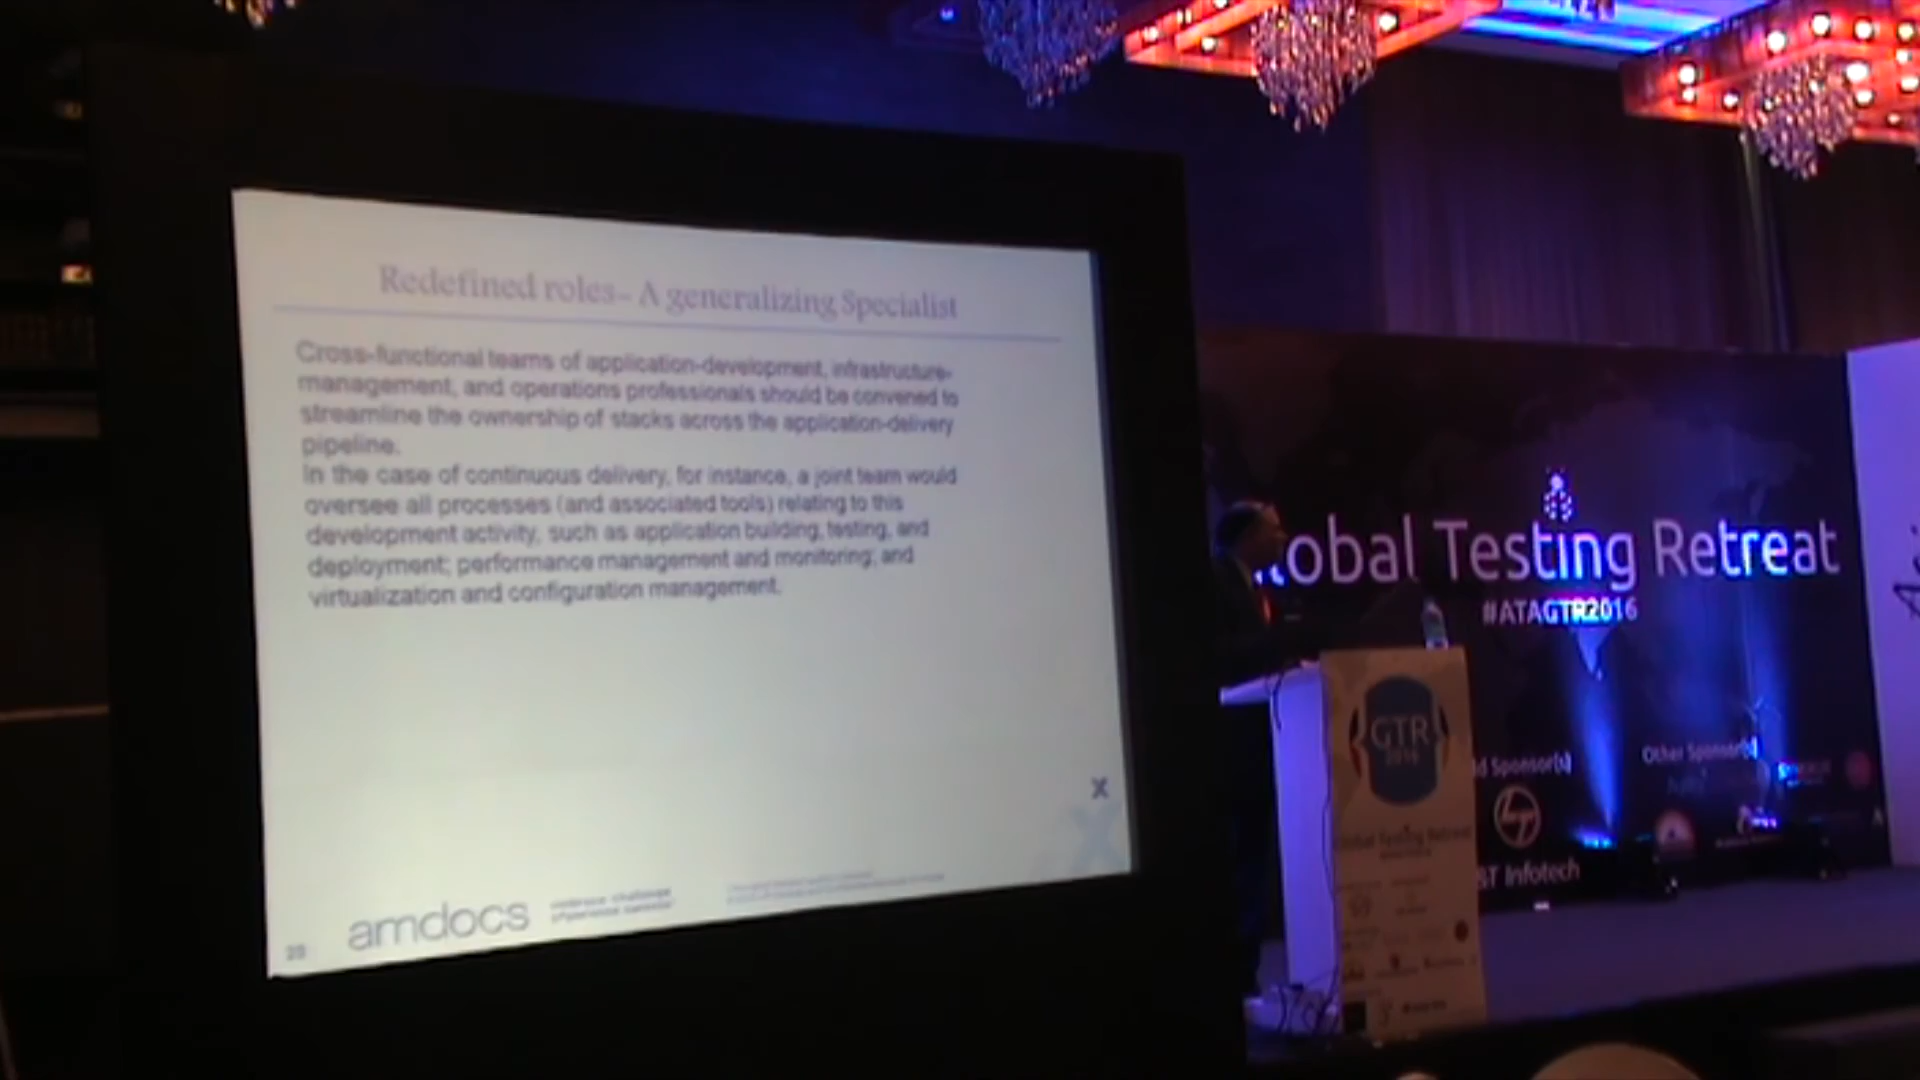 Redefined roles– A generalizing Specialist
Cross-functional teams of application-development, infrastructure-
management, and operations professionals should be convened to
streamline the ownership of stacks across the application-delivery
pipeline.
In the case of continuous delivery, for instance, a joint team would
oversee all processes (and associated tools) relating to this
development activity, such as application building, testing, and
deployment; performance management and monitoring; and
virtualization and configuration management.
x
amdocs
obal Testing Retreat
#ATAGTR2016
GTR
2016
Global Testing Retreat
d Sponsor[s]
Other Sponsor[s]
&T Infotech